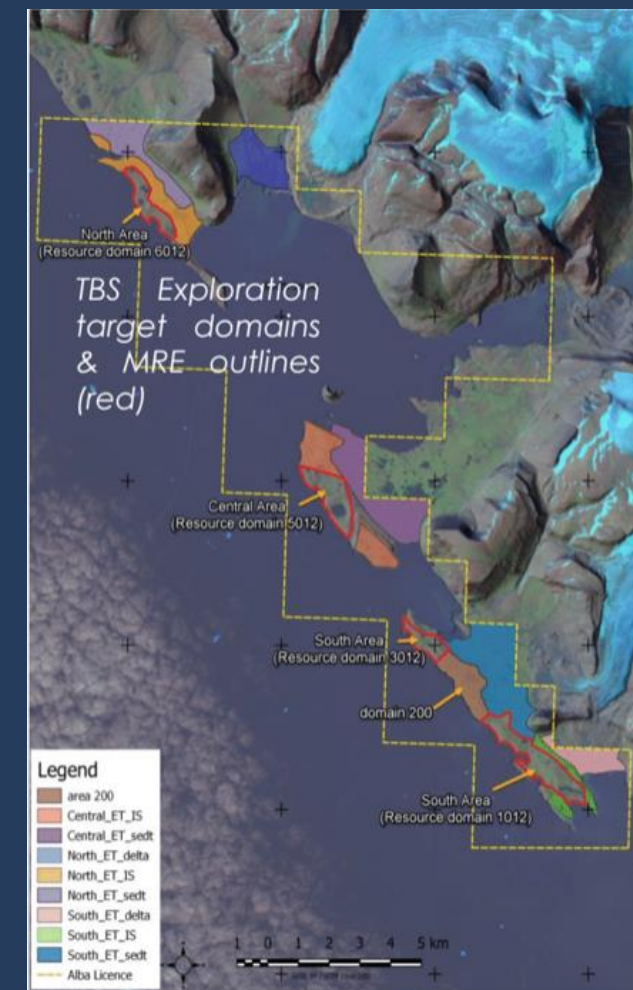 North Area
(Resource domain 6012)
TBS Exploration
target domains
& MRE outlines
(red)
Central Area
(Resource domain 5012)
South Area
(Resource domain 3012)
domain 200
South Area
(Resource domain 1012)
Legend
area 200
Central_ET_IS
Central_ET_sedt
North_ET_delta
North_ET_IS
North_ET_sedt
South_ET_delta
South_ET_IS
South_ET_sedt
Alba Licence
1 0 1 2 3 4 5 km